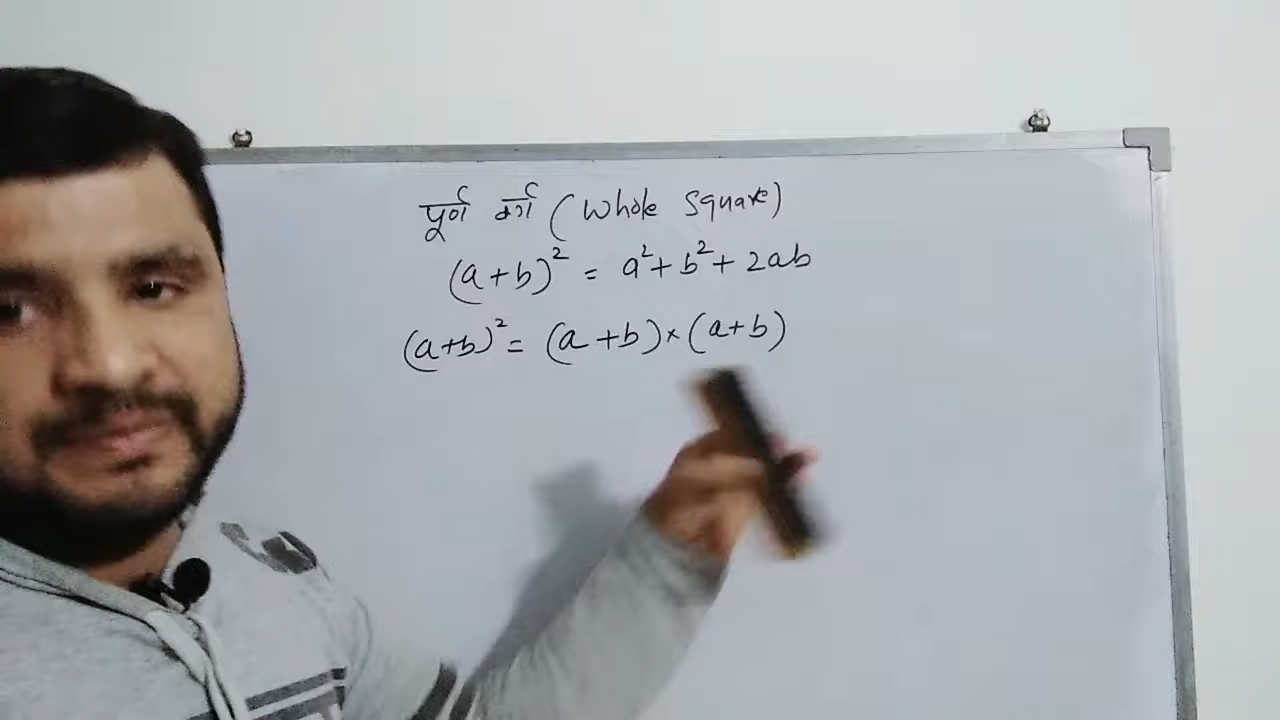 पूर्ण वर्ग (Whole Square)
(a+b)² = a²+b²+2ab
(a+b)² = (a+b)×(a+b)